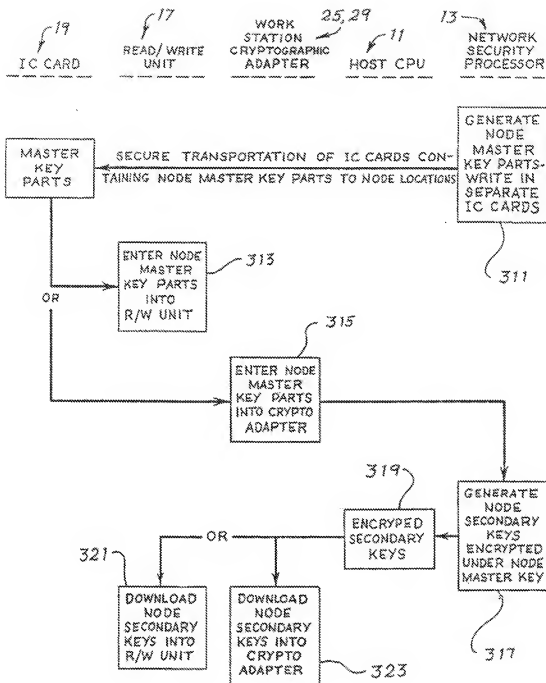 19
IC CARD
17
READ/WRITE
UNIT
25,29
WORK
STATION
CRYPTOGRAPHIC
ADAPTER
11
HOST CPU
13
NETWORK
SECURITY
PROCESSOR
MASTER
KEY
PARTS
SECURE TRANSPORTATION OF IC CARDS CON-
TAINING NODE MASTER KEY PARTS TO NODE LOCATIONS
GENERATE
NODE
MASTER
KEY PARTS-
WRITE IN
SEPARATE
IC CARDS
311
OR
ENTER NODE
MASTER
KEY PARTS
INTO
R/W UNIT
313
315
ENTER NODE
MASTER
KEY PARTS
INTO CRYPTO
ADAPTER
319
ENCRYPED
SECONDARY
KEYS
GENERATE
NODE
SECONDARY
KEYS
ENCRYPTED
UNDER NODE
MASTER KEY
317
OR
321
DOWNLOAD
NODE
SECONDARY
KEYS INTO
R/W UNIT
DOWNLOAD
NODE
SECONDARY
KEYS INTO
CRYPTO
ADAPTER
323